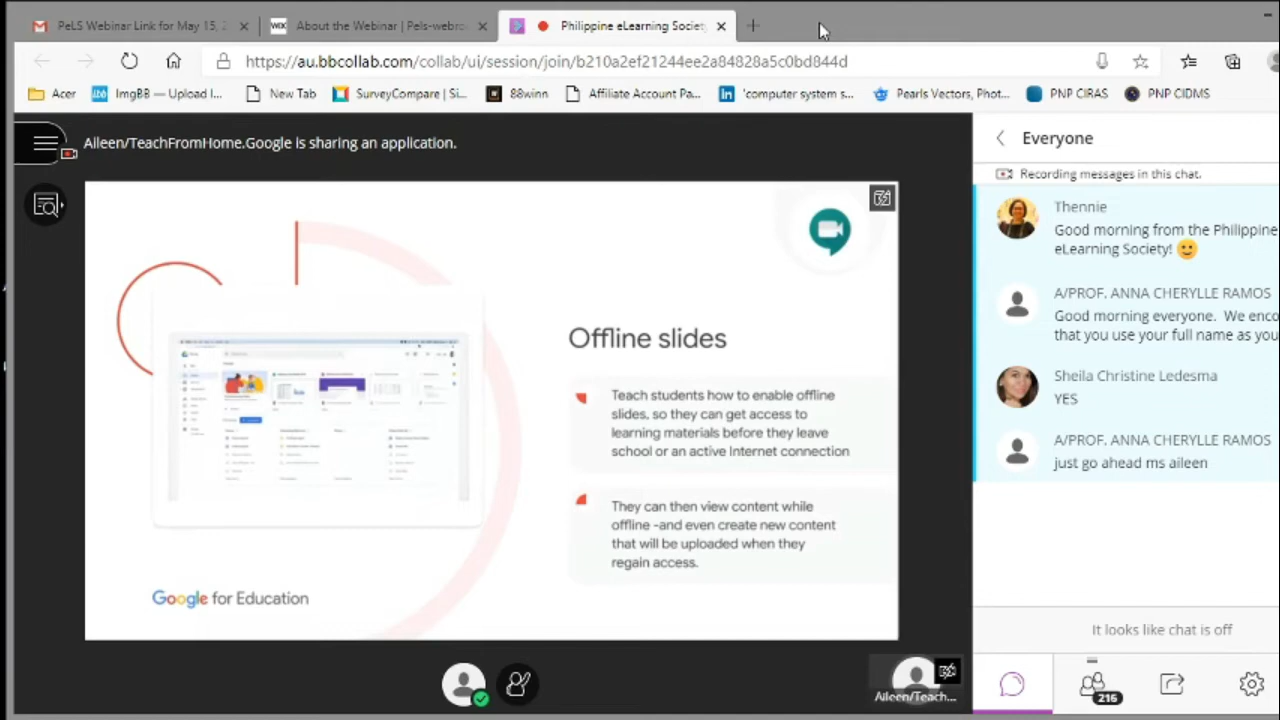 PeLS Webinar Link for May 15, 2
About the Webinar | Pels-webro
Philippine eLearning Societ
https://au.bbcollab.com/collab/ui/session/join/b210a2ef21244ee2a84828a5c0bd844d
Acer
ImgBB — Upload I...
New Tab
SurveyCompare | Si...
88winn
Affiliate Account Pa...
'computer system s...
Pearls Vectors, Phot...
PNP CIRAS
PNP CIDMS
Aileen/TeachFromHome.Google is sharing an application.
Offline slides
Teach students how to enable offline
slides, so they can get access to
learning materials before they leave
school or an active Internet connection
They can then view content while
offline -and even create new content
that will be uploaded when they
regain access.
Google for Education
Aileen/Teach...
Everyone
Recording messages in this chat.
Thennie
Good morning from the Philippine
eLearning Society!
A/PROF. ANNA CHERYLLE RAMOS
Good morning everyone. We enco
that you use your full name as you
Sheila Christine Ledesma
YES
A/PROF. ANNA CHERYLLE RAMOS
just go ahead ms aileen
It looks like chat is off
216